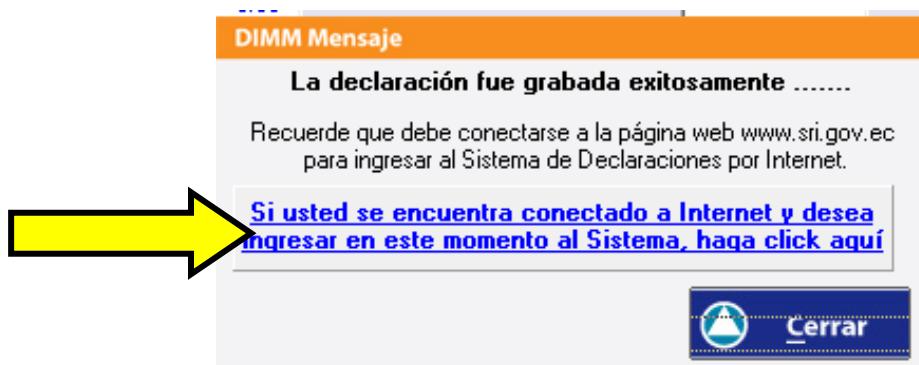 DIMM Mensaje
La declaración fue grabada exitosamente .......
Recuerde que debe conectarse a la página web www.sri.gov.ec
para ingresar al Sistema de Declaraciones por Internet.
Si usted se encuentra conectado a Internet y desea
ingresar en este momento al Sistema, haga click aquí
Cerrar